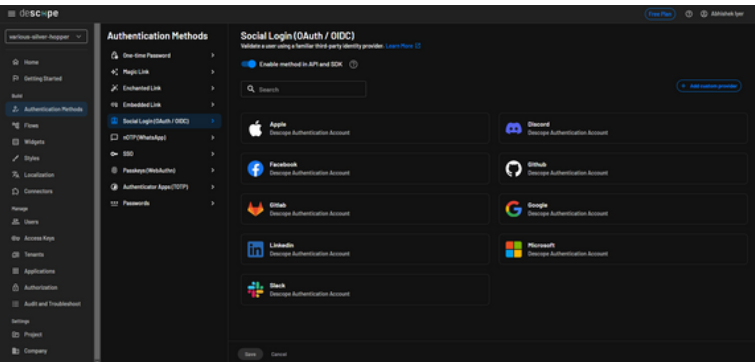 descope
Free Plan
Abhishek Iyer
various-silver-hopper
Home
Getting Started
Build
Authentication Methods
Flows
Widgets
Styles
Localization
Connectors
Manage
Users
Access Keys
Tenants
Applications
Authorization
Audit and Troubleshoot
Settings
Project
Company
Authentication Methods
One-time Password
Magic Link
Enchanted Link
Embedded Link
Social Login (OAuth / OIDC)
nOTP (WhatsApp)
SSO
Passkeys (WebAuthn)
Authenticator Apps (TOTP)
Passwords
Social Login (OAuth / OIDC)
Validate a user using a familiar third-party identity provider. Learn More
Enable method in API and SDK
Search
+ Add custom provider
Apple
Descope Authentication Account
Discord
Descope Authentication Account
Facebook
Descope Authentication Account
Github
Descope Authentication Account
Gitlab
Descope Authentication Account
Google
Descope Authentication Account
Linkedin
Descope Authentication Account
Microsoft
Descope Authentication Account
Slack
Descope Authentication Account
Save
Cancel